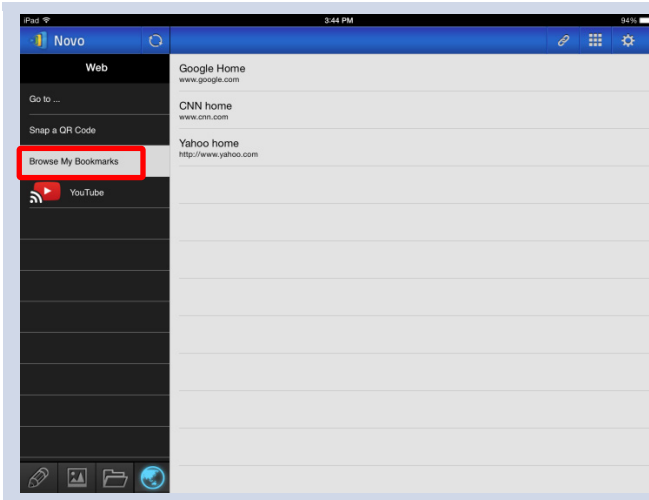 iPad 3:44 PM 94%
Novo
Web
Go to ...
Snap a QR Code
Browse My Bookmarks
YouTube
Google Home
www.google.com
CNN home
www.cnn.com
Yahoo home
http://www.yahoo.com